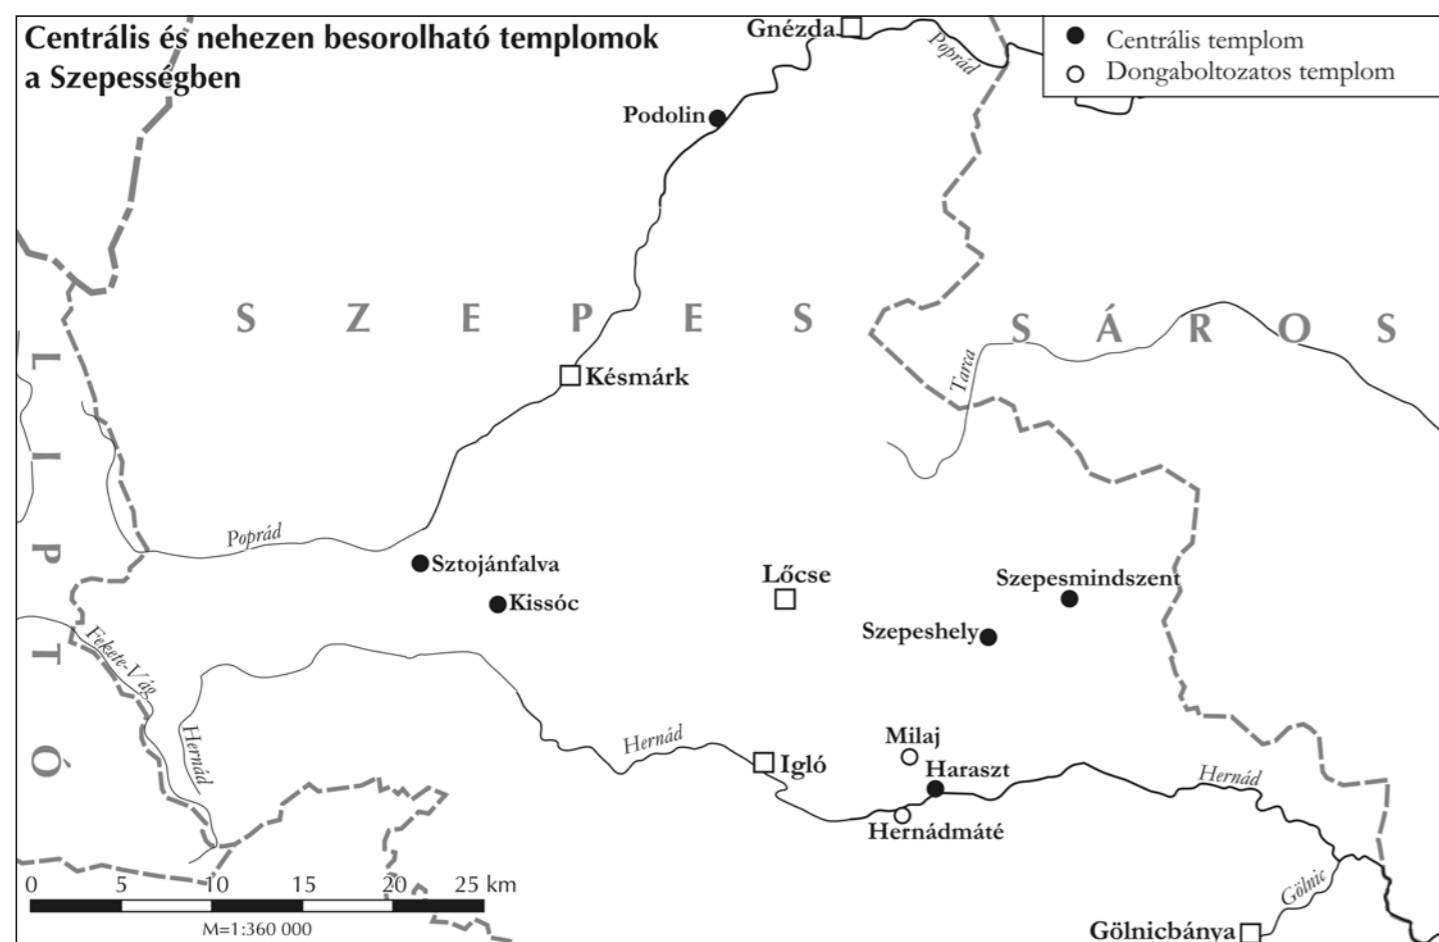 Centrális és nehezen besorolható templomok
a Szepességben
Centrális templom
Dongaboltozatos templom
Gnézda
Poprád
Podolin
S Z E P E S
S Á R O S
L I P T Ó
Tarca
Késmárk
Poprád
Sztojánfalva
Kissóc
Lőcse
Szepesmindszent
Szepeshely
Fekete-Vág
Hernád
Hernád
Igló
Milaj
Haraszt
Hernádmáté
Hernád
Gölnic
Gölnicbánya
0 5 10 15 20 25 km
M=1:360 000